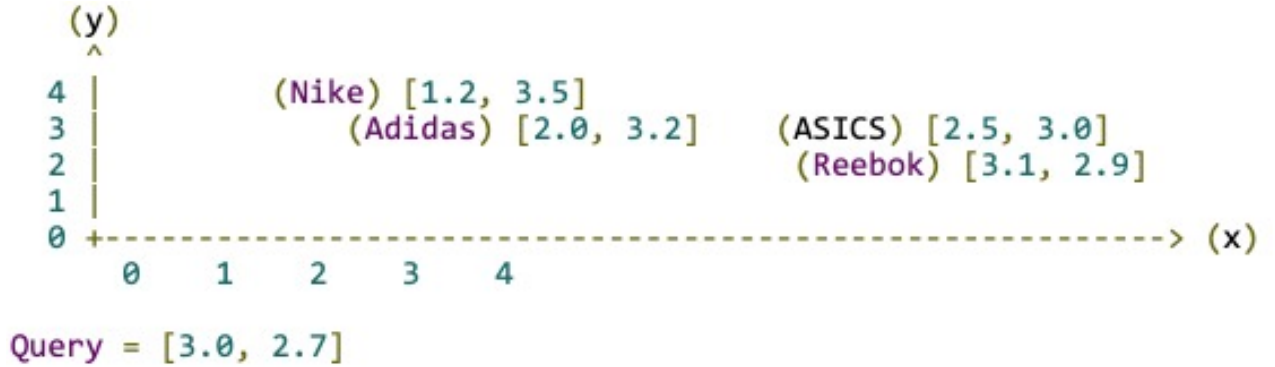 (y)
^
4 | (Nike) [1.2, 3.5]
3 | (Adidas) [2.0, 3.2] (ASICS) [2.5, 3.0]
2 | (Reebok) [3.1, 2.9]
1 |
0 +----------------------------------------------------------> (x)
0 1 2 3 4
Query = [3.0, 2.7]